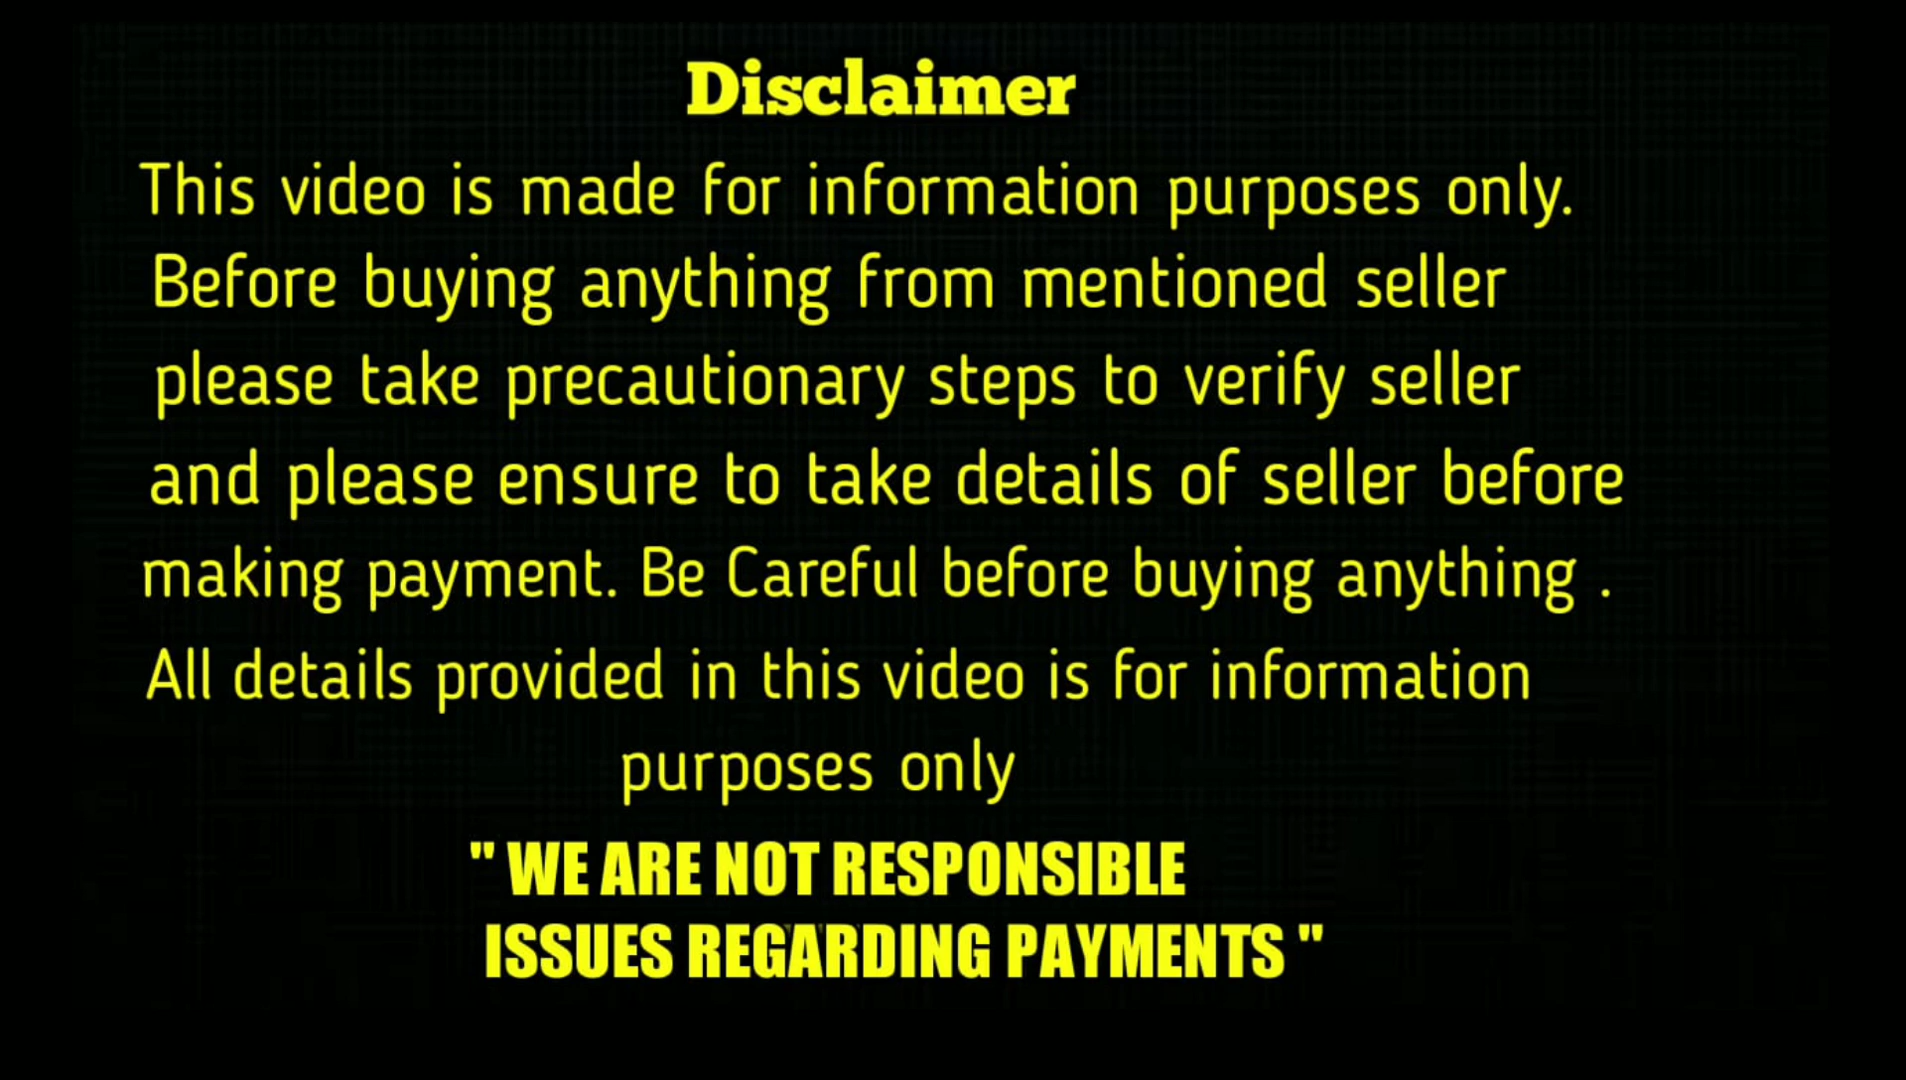 Disclaimer
This video is made for information purposes only.
Before buying anything from mentioned seller
please take precautionary steps to verify seller
and please ensure to take details of seller before
making payment. Be Careful before buying anything .
All details provided in this video is for information
purposes only
" WE ARE NOT RESPONSIBLE
ISSUES REGARDING PAYMENTS "